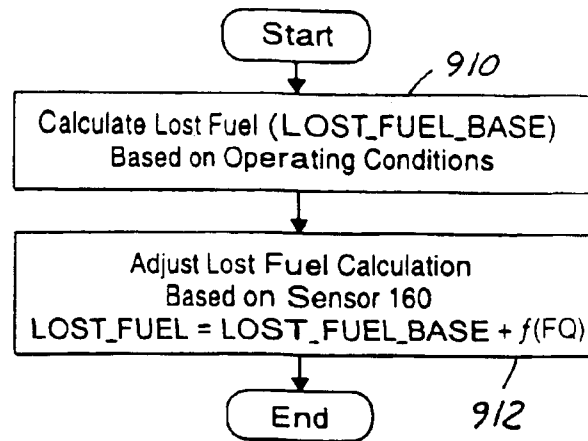 Start
910
Calculate Lost Fuel (LOST_FUEL_BASE)
Based on Operating Conditions
Adjust Lost Fuel Calculation
Based on Sensor 160
LOST_FUEL = LOST_FUEL_BASE + f(FQ)
End
912